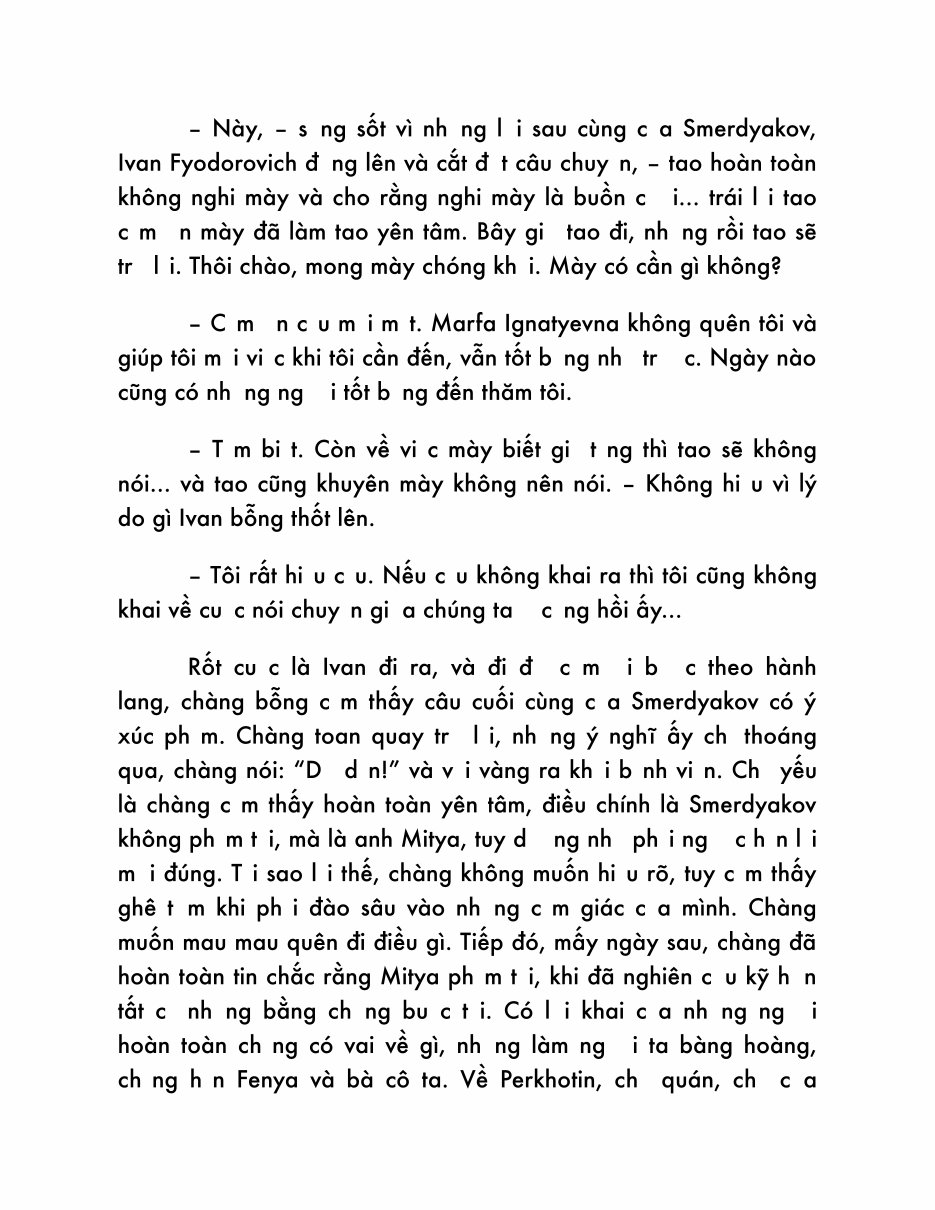 – Này, – s ng sốt vì nh ng l i sau cùng c a Smerdyakov,
Ivan Fyodorovich đ ng lên và cắt đ t câu chuy n, – tao hoàn toàn
không nghi mày và cho rằng nghi mày là buồn c i... trái l i tao
c m n mày đã làm tao yên tâm. Bây gi tao đi, nh ng rồi tao sẽ
tr l i. Thôi chào, mong mày chóng kh i. Mày có cần gì không?
– C m n c u m i m t. Marfa Ignatyevna không quên tôi và
giúp tôi m i vi c khi tôi cần đến, vẫn tốt b ng nh tr c. Ngày nào
cũng có nh ng ng i tốt b ng đến thăm tôi.
– T m bi t. Còn về vi c mày biết gi t ng thì tao sẽ không
nói... và tao cũng khuyên mày không nên nói. – Không hi u vì lý
do gì Ivan bỗng thốt lên.
– Tôi rất hi u c u. Nếu c u không khai ra thì tôi cũng không
khai về cu c nói chuy n gi a chúng ta c ng hồi ấy...
Rốt cu c là Ivan đi ra, và đi đ c m i b c theo hành
lang, chàng bỗng c m thấy câu cuối cùng c a Smerdyakov có ý
xúc ph m. Chàng toan quay tr l i, nh ng ý nghĩ ấy ch thoáng
qua, chàng nói: “D d n!” và v i vàng ra kh i b nh vi n. Ch yếu
là chàng c m thấy hoàn toàn yên tâm, điều chính là Smerdyakov
không ph m t i, mà là anh Mitya, tuy d ng nh ph i ng c h n l i
m i đúng. T i sao l i thế, chàng không muốn hi u rõ, tuy c m thấy
ghê t m khi ph i đào sâu vào nh ng c m giác c a mình. Chàng
muốn mau mau quên đi điều gì. Tiếp đó, mấy ngày sau, chàng đã
hoàn toàn tin chắc rằng Mitya ph m t i, khi đã nghiên c u kỹ h n
tất c nh ng bằng ch ng bu c t i. Có l i khai c a nh ng ng i
hoàn toàn ch ng có vai vế gì, nh ng làm ng i ta bàng hoàng,
ch ng h n Fenya và bà cô ta. Về Perkhotin, ch quán, ch c a